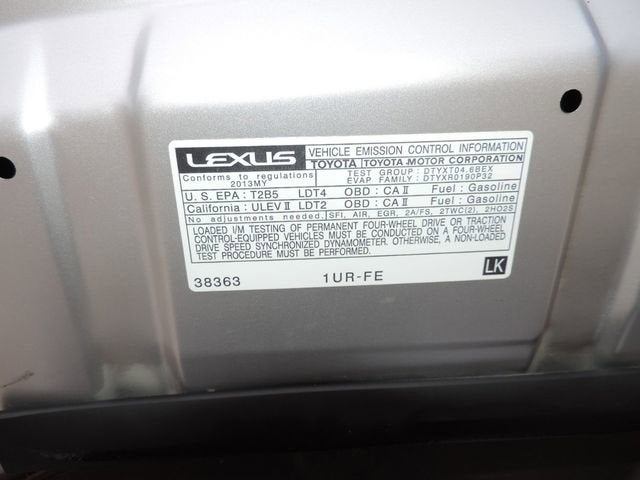 LEXUS VEHICLE EMISSION CONTROL INFORMATION
TOYOTA TOYOTA MOTOR CORPORATION
Conforms to regulations TEST GROUP : DTYXT04.6BEX
2013MY EVAP. FAMILY : DTYXR0190P32
U. S. EPA : T2B5 LDT4 OBD : CA II Fuel : Gasoline
California : ULEV II LDT2 OBD : CA II Fuel : Gasoline
No adjustments needed. SFI, AIR, EGR, 2A/FS, 2TWC(2), 2HO2S
LOADED I/M TESTING OF PERMANENT FOUR-WHEEL DRIVE OR TRACTION
CONTROL-EQUIPPED VEHICLES MUST BE CONDUCTED ON A FOUR-WHEEL
DRIVE SPEED SYNCHRONIZED DYNAMOMETER. OTHERWISE, A NON-LOADED
TEST PROCEDURE MUST BE PERFORMED.
38363 1UR-FE LK